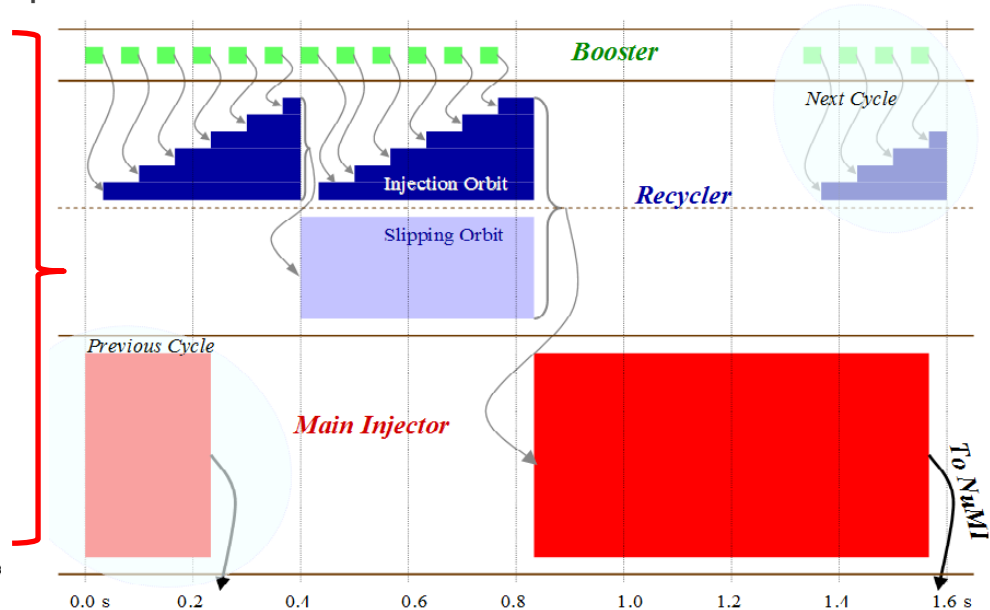 Booster
Next Cycle
Injection Orbit
Recycler
Slipping Orbit
Previous Cycle
Main Injector
To NuMI
0.0 s 0.2 0.4 0.6 0.8 1.0 1.2 1.4 1.6 s